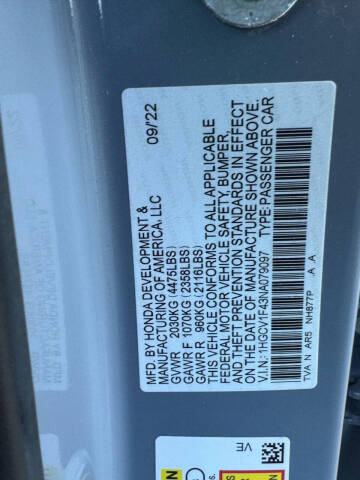 MFD. BY HONDA DEVELOPMENT & 09/22
MANUFACTURING OF AMERICA, LLC
GVWR 2030KG (4475LBS)
GAWR F 1070KG (2358LBS)
GAWR R 960KG (2116LBS)
THIS VEHICLE CONFORMS TO ALL APPLICABLE
FEDERAL MOTOR VEHICLE SAFETY, BUMPER,
AND THEFT PREVENTION STANDARDS IN EFFECT
ON THE DATE OF MANUFACTURE SHOWN ABOVE.
V.I.N.: 1HGCV1F43NA079097 TYPE-PASSENGER CAR
TVA N AR5 NH877P A A
VE